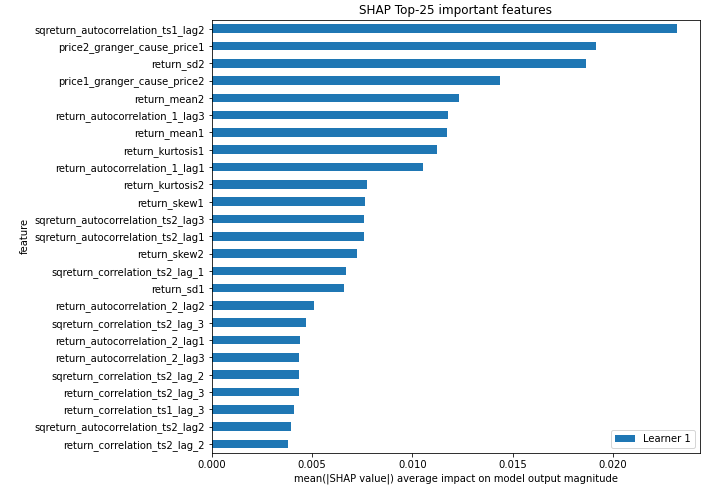 SHAP Top-25 important features
sqreturn_autocorrelation_ts1_lag2
price2_granger_cause_price1
return_sd2
price1_granger_cause_price2
return_mean2
return_autocorrelation_1_lag3
return_mean1
return_kurtosis1
return_autocorrelation_1_lag1
return_kurtosis2
return_skew1
sqreturn_autocorrelation_ts2_lag3
sqreturn_autocorrelation_ts2_lag1
return_skew2
sqreturn_correlation_ts2_lag_1
return_sd1
return_autocorrelation_2_lag2
sqreturn_correlation_ts2_lag_3
return_autocorrelation_2_lag1
return_autocorrelation_2_lag3
sqreturn_correlation_ts2_lag_2
return_correlation_ts2_lag_3
return_correlation_ts1_lag_3
sqreturn_autocorrelation_ts2_lag2
return_correlation_ts2_lag_2
feature
Learner 1
0.000 0.005 0.010 0.015 0.020
mean(|SHAP value|) average impact on model output magnitude